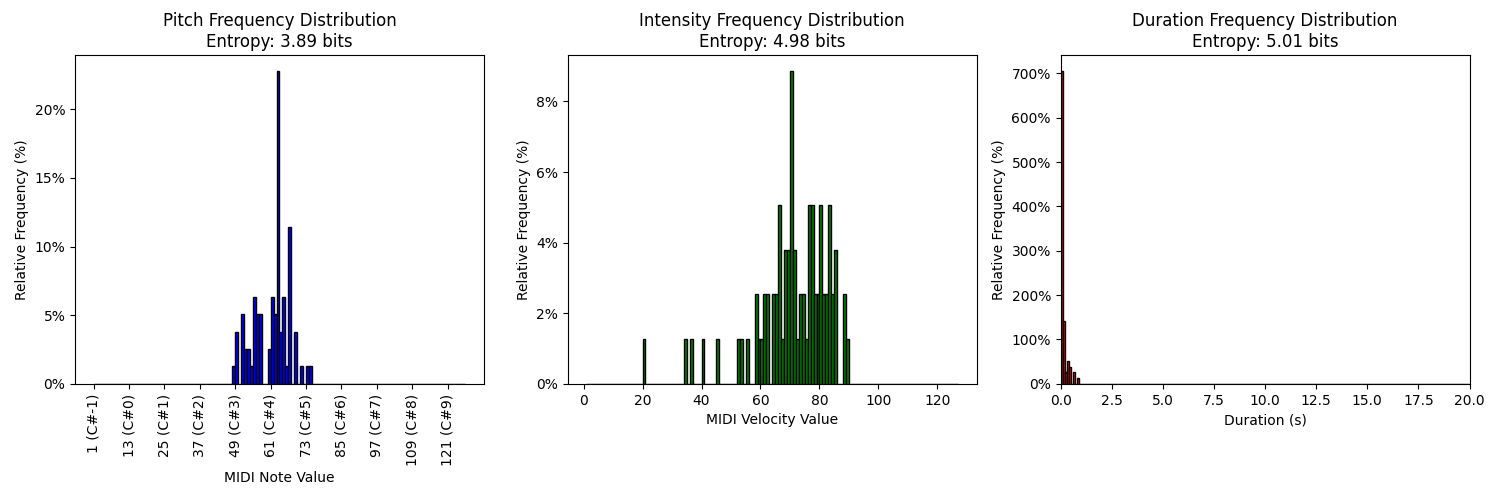 Pitch Frequency Distribution
Entropy: 3.89 bits
Relative Frequency (%)
20%
15%
10%
5%
0%
1 (C#-1)
13 (C#0)
25 (C#1)
37 (C#2)
49 (C#3)
61 (C#4)
73 (C#5)
85 (C#6)
97 (C#7)
109 (C#8)
121 (C#9)
MIDI Note Value
Intensity Frequency Distribution
Entropy: 4.98 bits
Relative Frequency (%)
8%
6%
4%
2%
0%
0 20 40 60 80 100 120
MIDI Velocity Value
Duration Frequency Distribution
Entropy: 5.01 bits
Relative Frequency (%)
700%
600%
500%
400%
300%
200%
100%
0%
0.0 2.5 5.0 7.5 10.0 12.5 15.0 17.5 20.0
Duration (s)